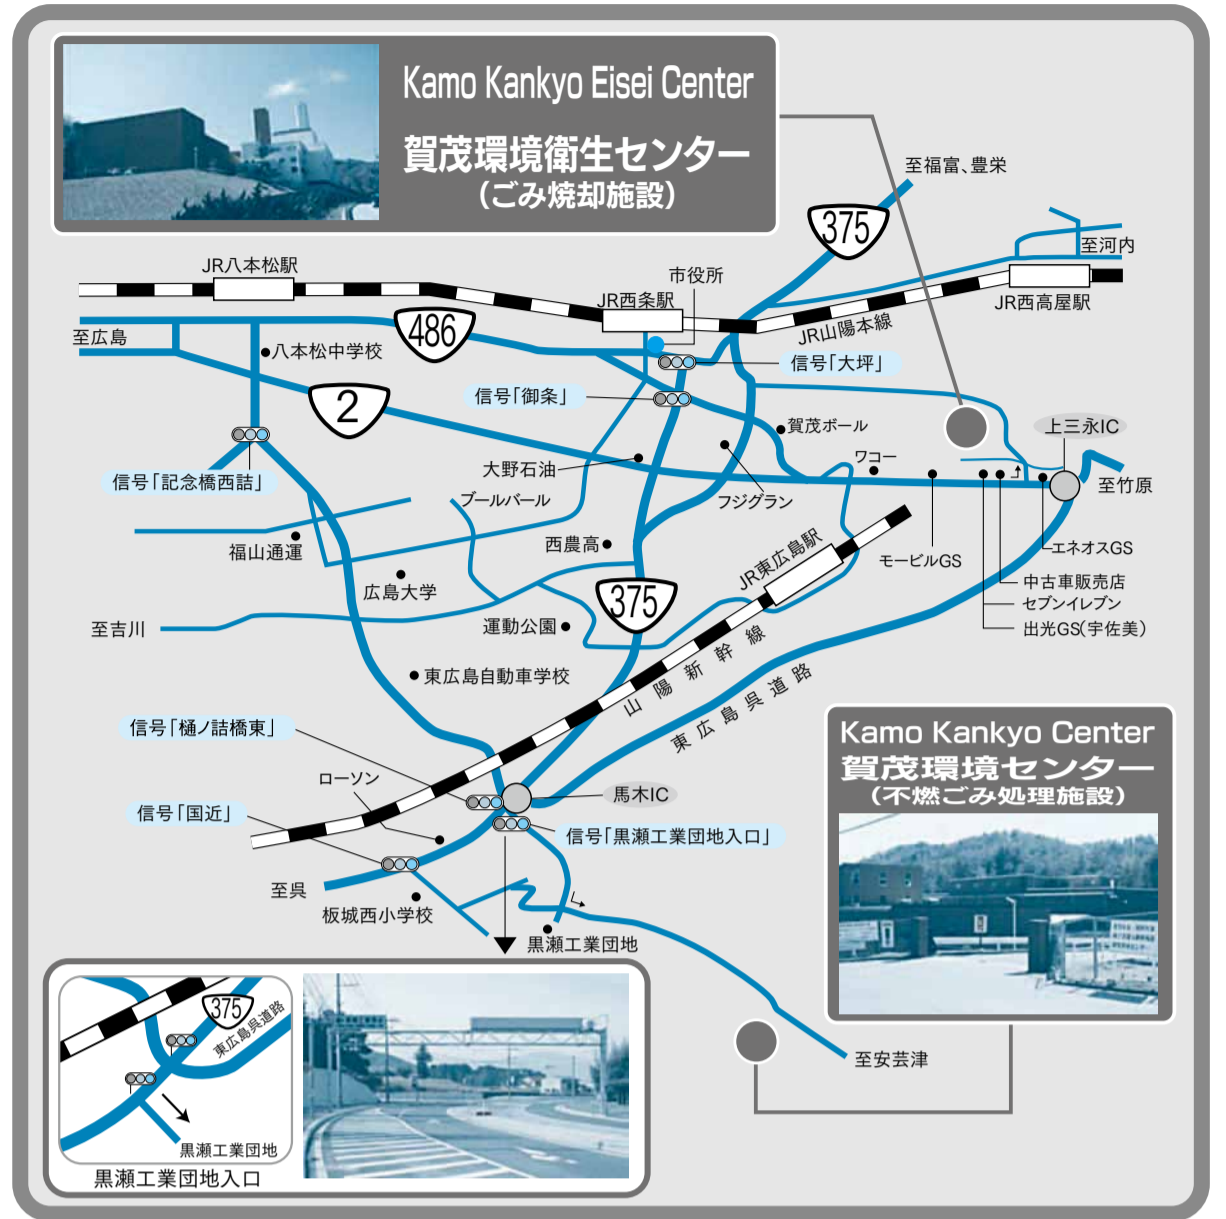 Kamo Kankyo Eisei Center
賀茂環境衛生センター
(ごみ焼却施設)
至福富、豊栄
375
至河内
JR八本松駅
市役所
JR西条駅
JR西高屋駅
JR山陽本線
至広島
486
八本松中学校
信号「大坪」
2
信号「御条」
賀茂ボール
上三永IC
ワコー
大野石油
信号「記念橋西詰」
ブールバール
フジグラン
至竹原
福山通運
西農高
JR東広島駅
モービルGS
エネオスGS
広島大学
中古車販売店
375
セブンイレブン
至吉川
運動公園
出光GS(宇佐美)
山陽新幹線
東広島自動車学校
東広島呉道路
信号「樋ノ詰橋東」
Kamo Kankyo Center
賀茂環境センター
(不燃ごみ処理施設)
ローソン
馬木IC
信号「国近」
信号「黒瀬工業団地入口」
至呉
板城西小学校
黒瀬工業団地
至安芸津
375
東広島呉道路
黒瀬工業団地
黒瀬工業団地入口